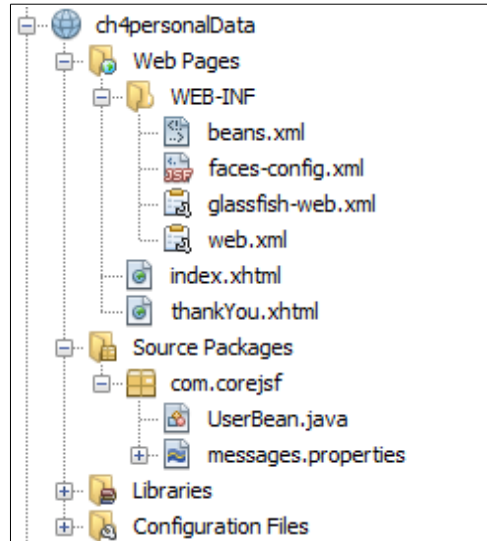 ch4personalData
Web Pages
WEB-INF
beans.xml
faces-config.xml
glassfish-web.xml
web.xml
index.xhtml
thankYou.xhtml
Source Packages
com.corejsf
UserBean.java
messages.properties
Libraries
Configuration Files